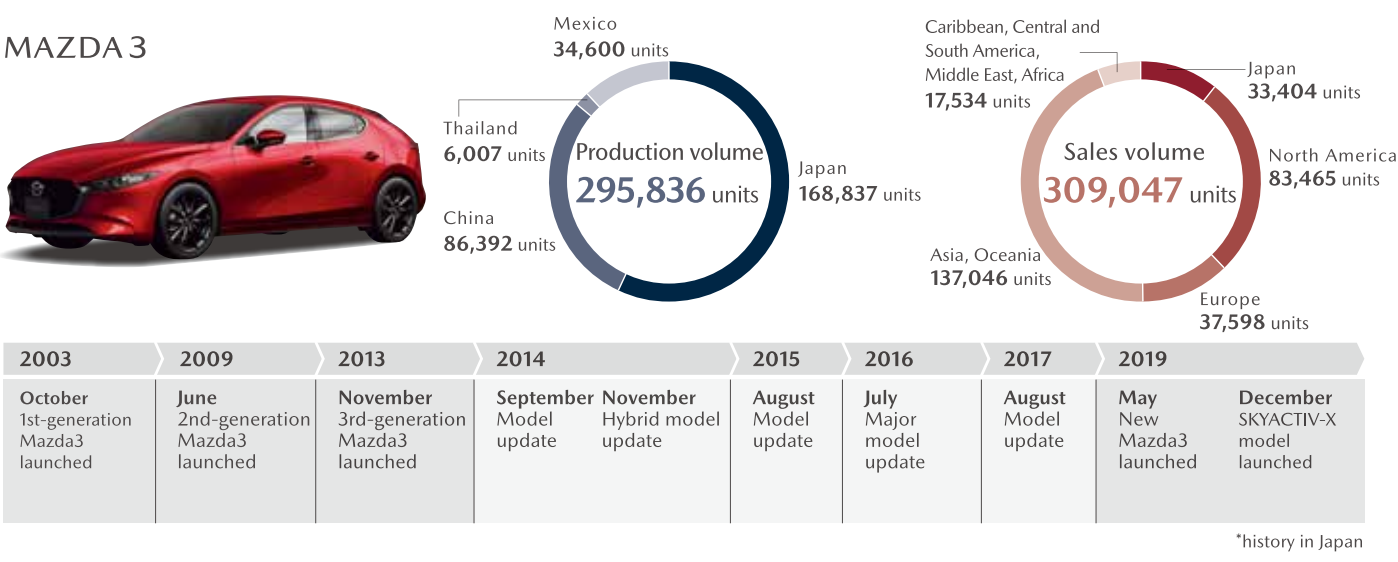 MAZDA 3
Mexico
34,600 units
Thailand
6,007 units
China
86,392 units
Production volume
295,836 units
Japan
168,837 units
Caribbean, Central and
South America,
Middle East, Africa
17,534 units
Japan
33,404 units
Sales volume
309,047 units
North America
83,465 units
Asia, Oceania
137,046 units
Europe
37,598 units
2003
October
1st-generation
Mazda3
launched
2009
June
2nd-generation
Mazda3
launched
2013
November
3rd-generation
Mazda3
launched
2014
September
Model
update
November
Hybrid model
update
2015
August
Model
update
2016
July
Major
model
update
2017
August
Model
update
2019
May
New
Mazda3
launched
December
SKYACTIV-X
model
launched
*history in Japan